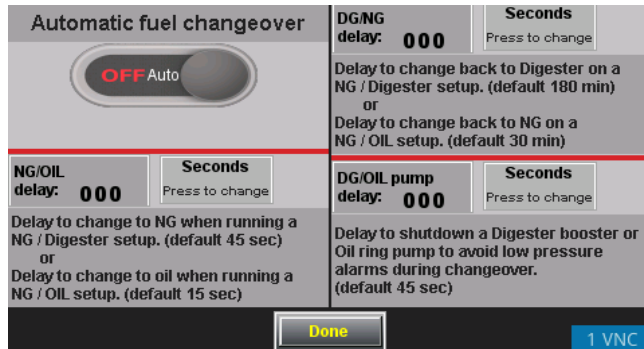 Automatic fuel changeover
OFF Auto
DG/NG
delay: 000
Seconds
Press to change
Delay to change back to Digester on a
NG / Digester setup. (default 180 min)
or
Delay to change back to NG on a
NG / OIL setup. (default 30 min)
NG/OIL
delay: 000
Seconds
Press to change
Delay to change to NG when running a
NG / Digester setup. (default 45 sec)
or
Delay to change to oil when running a
NG / OIL setup. (default 15 sec)
DG/OIL pump
delay: 000
Seconds
Press to change
Delay to shutdown a Digester booster or
Oil ring pump to avoid low pressure
alarms during changeover.
(default 45 sec)
Done
1 VNC